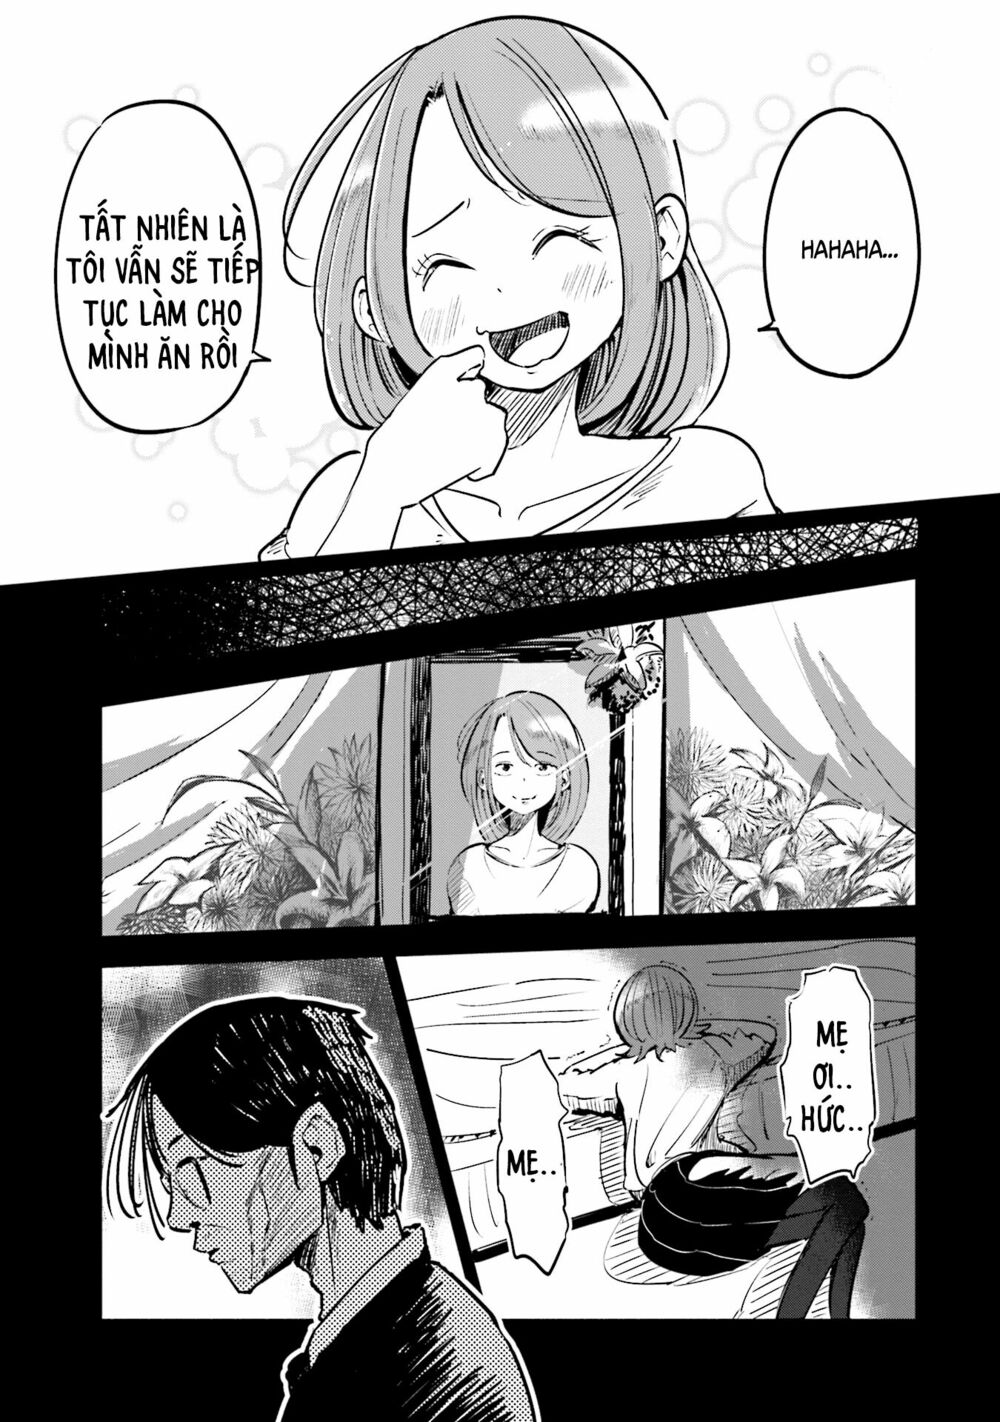 HAHAHA...
TẤT NHIÊN LÀ
TÔI VẪN SẼ TIẾP
TỤC LÀM CHO
MÌNH ĂN RỒI
MẸ
ƠI..
HỨC..
MẸ..